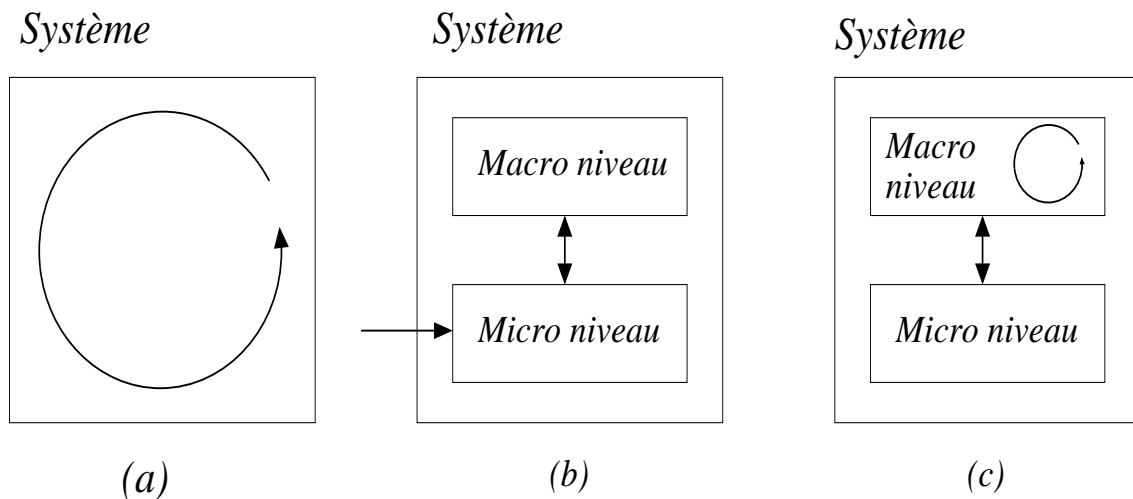 Système
Système
Système
Macro niveau
Micro niveau
Macro
niveau
Micro niveau
(a)
(b)
(c)